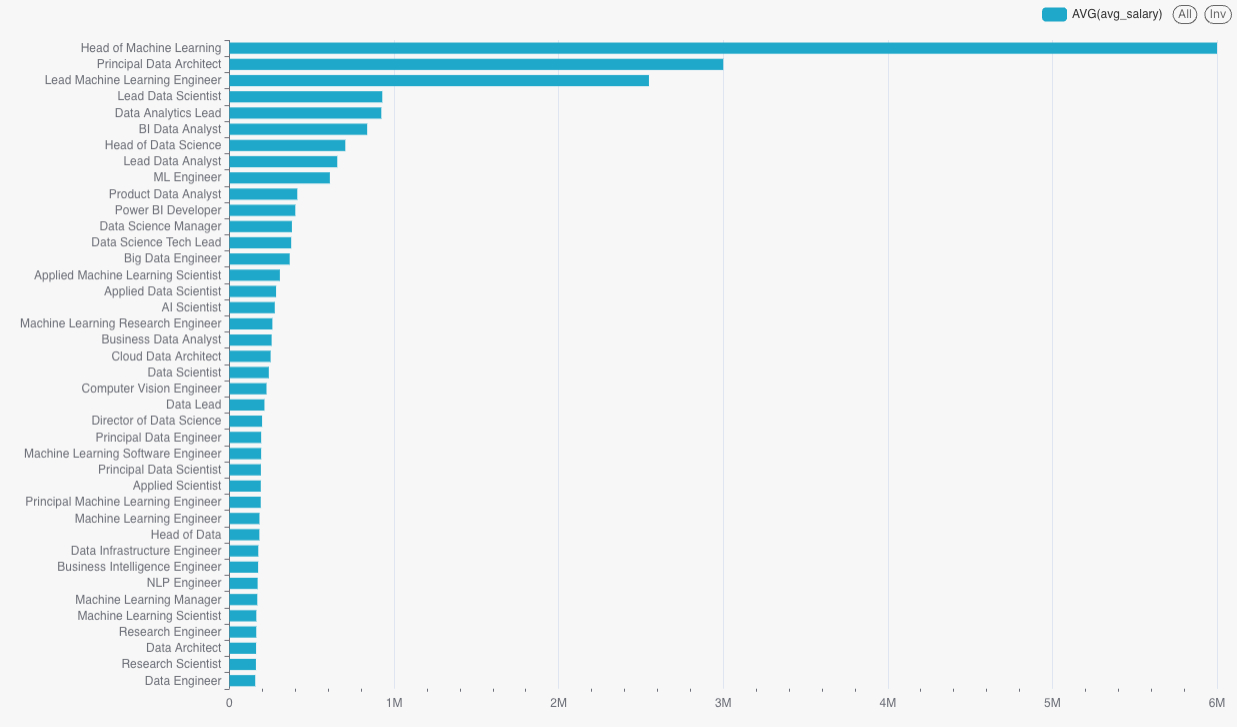 AVG(avg_salary) All Inv
Head of Machine Learning
Principal Data Architect
Lead Machine Learning Engineer
Lead Data Scientist
Data Analytics Lead
BI Data Analyst
Head of Data Science
Lead Data Analyst
ML Engineer
Product Data Analyst
Power BI Developer
Data Science Manager
Data Science Tech Lead
Big Data Engineer
Applied Machine Learning Scientist
Applied Data Scientist
AI Scientist
Machine Learning Research Engineer
Business Data Analyst
Cloud Data Architect
Data Scientist
Computer Vision Engineer
Data Lead
Director of Data Science
Principal Data Engineer
Machine Learning Software Engineer
Principal Data Scientist
Applied Scientist
Principal Machine Learning Engineer
Machine Learning Engineer
Head of Data
Data Infrastructure Engineer
Business Intelligence Engineer
NLP Engineer
Machine Learning Manager
Machine Learning Scientist
Research Engineer
Data Architect
Research Scientist
Data Engineer
0 1M 2M 3M 4M 5M 6M